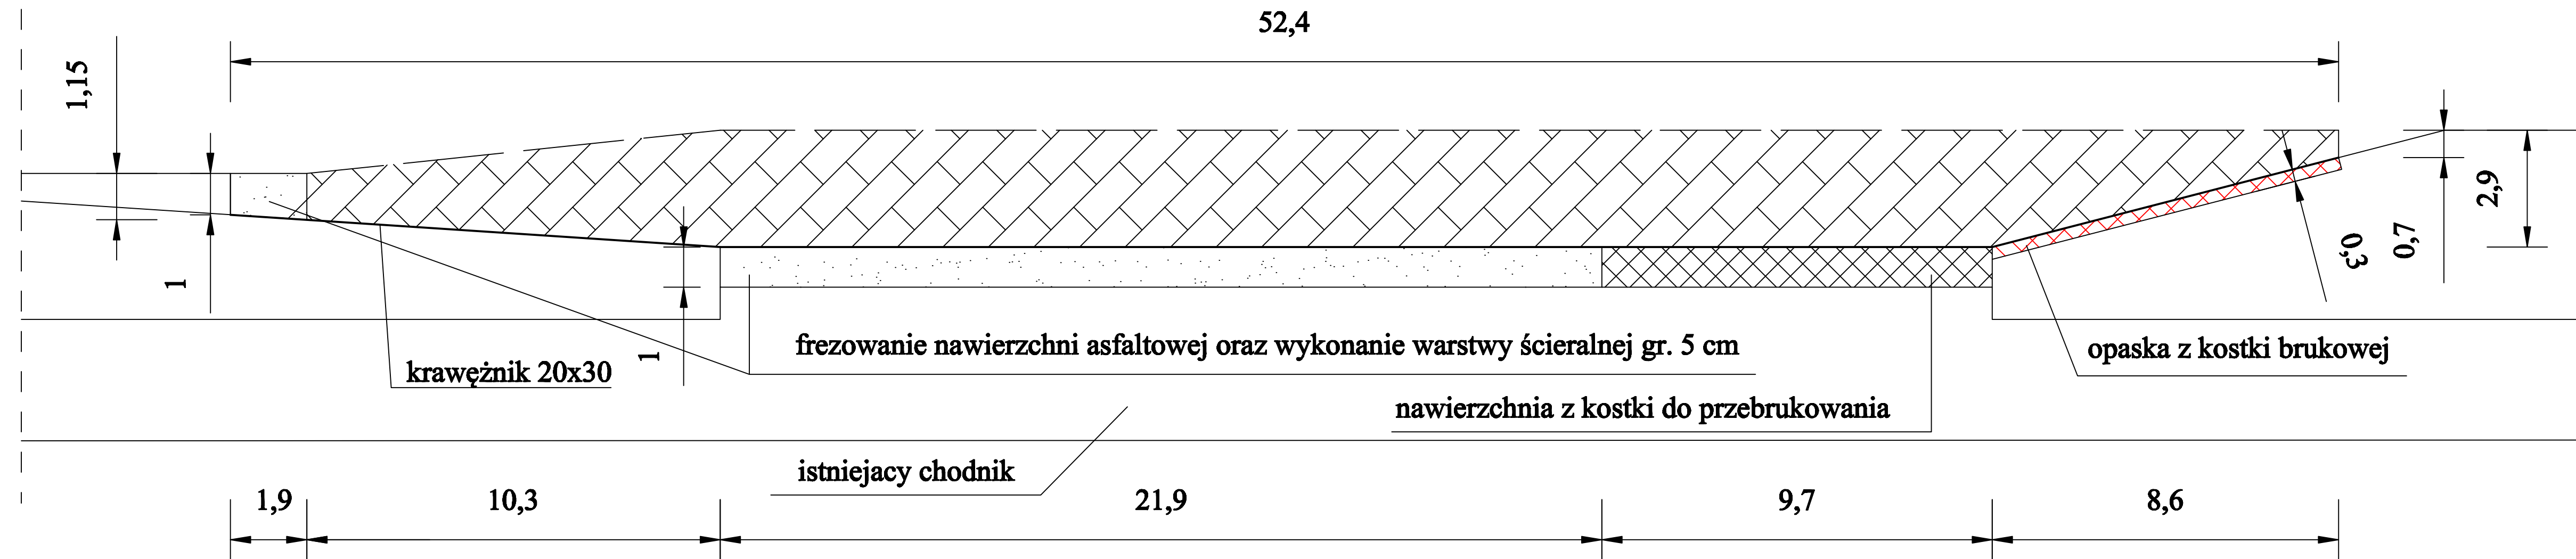 52,4
1,15
1
2,9
0,7
0,3
1
frezowanie nawierzchni asfaltowej oraz wykonanie warstwy ścieralnej gr. 5 cm
opaska z kostki brukowej
krawężnik 20x30
nawierzchnia z kostki do przebrukowania
istniejacy chodnik
1,9
10,3
21,9
9,7
8,6